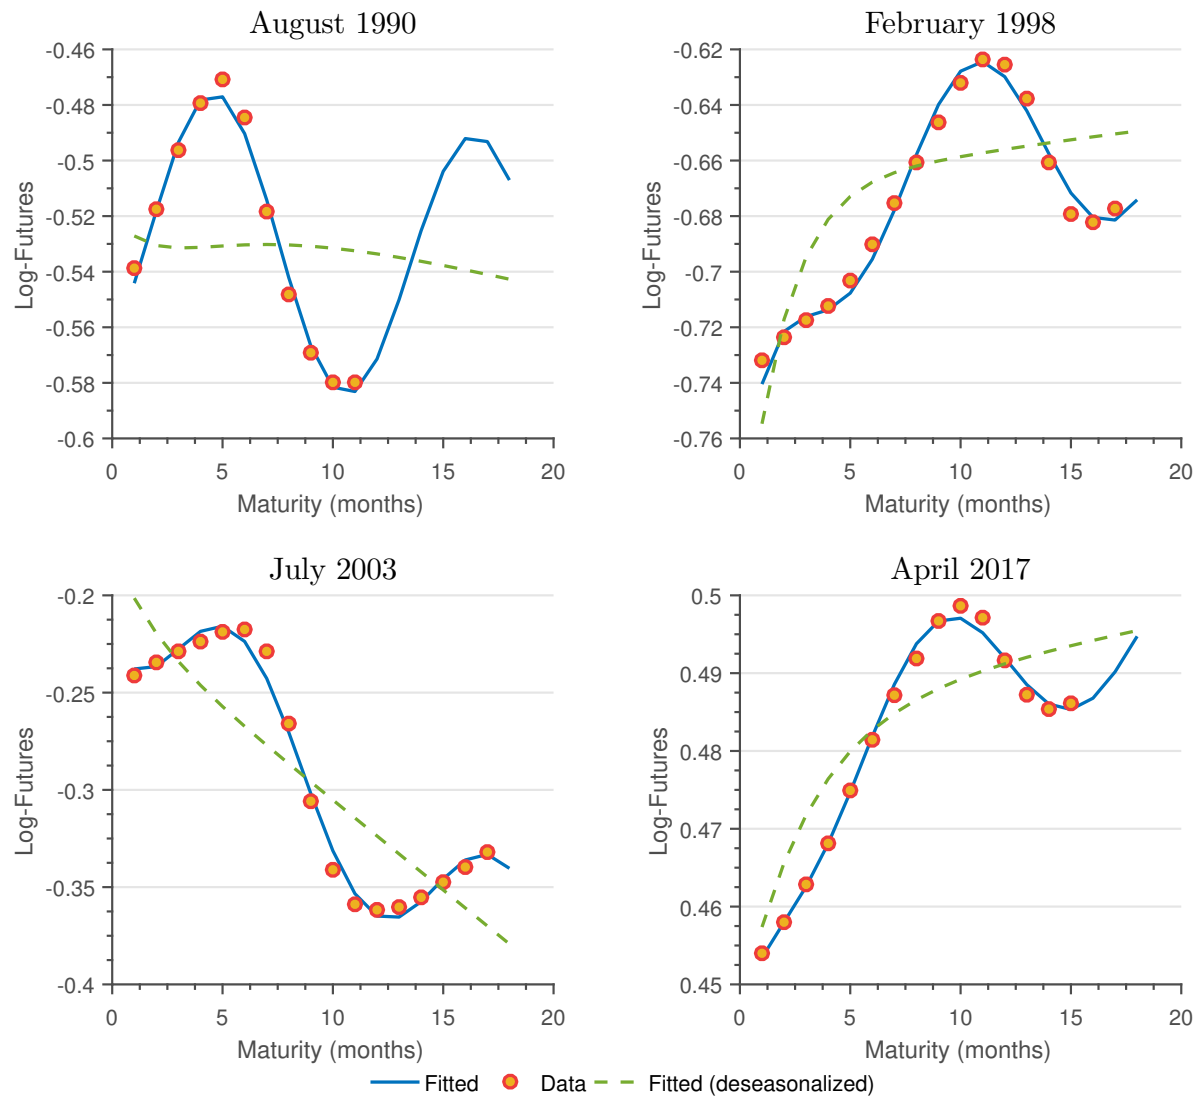 August 1990
-0.46
-0.48
-0.5
-0.52
-0.54
-0.56
-0.58
-0.6
Log-Futures
0 5 10 15 20
Maturity (months)
February 1998
-0.62
-0.64
-0.66
-0.68
-0.7
-0.72
-0.74
-0.76
Log-Futures
0 5 10 15 20
Maturity (months)
July 2003
-0.2
-0.25
-0.3
-0.35
-0.4
Log-Futures
0 5 10 15 20
Maturity (months)
April 2017
0.5
0.49
0.48
0.47
0.46
0.45
Log-Futures
0 5 10 15 20
Maturity (months)
Fitted Data Fitted (deseasonalized)